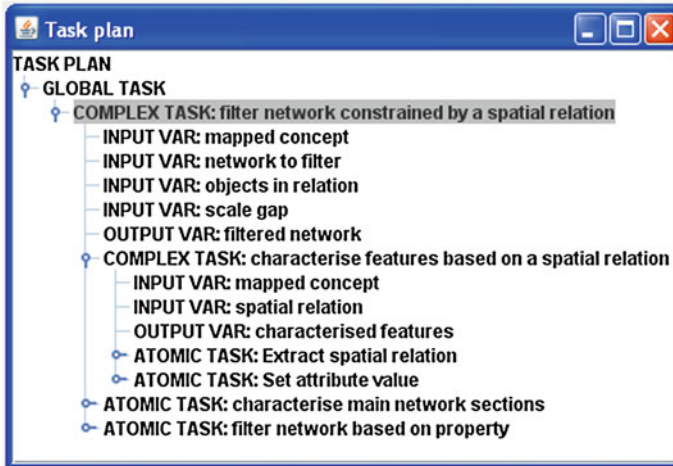 Task plan
TASK PLAN
GLOBAL TASK
COMPLEX TASK: filter network constrained by a spatial relation
INPUT VAR: mapped concept
INPUT VAR: network to filter
INPUT VAR: objects in relation
INPUT VAR: scale gap
OUTPUT VAR: filtered network
COMPLEX TASK: characterise features based on a spatial relation
INPUT VAR: mapped concept
INPUT VAR: spatial relation
OUTPUT VAR: characterised features
ATOMIC TASK: Extract spatial relation
ATOMIC TASK: Set attribute value
ATOMIC TASK: characterise main network sections
ATOMIC TASK: filter network based on property